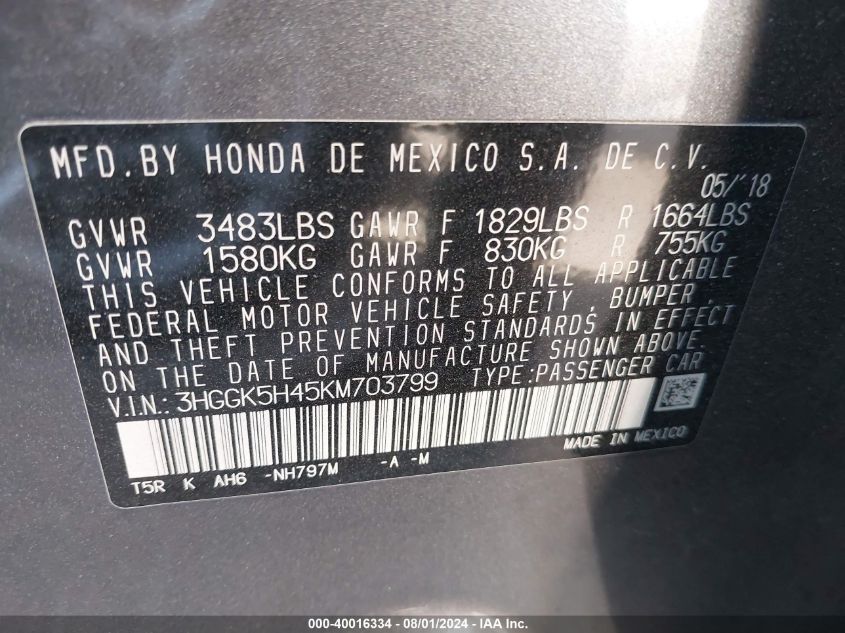 MFD.BY HONDA DE MEXICO S.A. DE C.V.
05/'18
GVWR 3483LBS GAWR F 1829LBS R 1664LBS
GVWR 1580KG GAWR F 830KG R 755KG
THIS VEHICLE CONFORMS TO ALL APPLICABLE
FEDERAL MOTOR VEHICLE SAFETY, BUMPER,
AND THEFT PREVENTION STANDARDS IN EFFECT
ON THE DATE OF MANUFACTURE SHOWN ABOVE.
V.I.N.: 3HGGK5H45KM703799 TYPE:PASSENGER CAR
MADE IN MEXICO
T5R K AH6 -NH797M -A -M
000-40016334 - 08/01/2024 - IAA Inc.